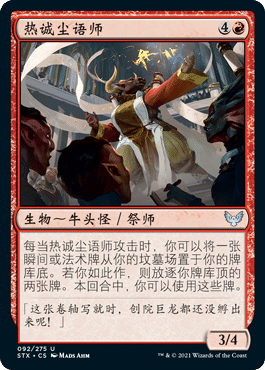 热诚尘语师 4
生物～牛头怪／祭师
每当热诚尘语师攻击时，你可以将一张
瞬间或法术牌从你的坟墓场置于你的牌
库底。若你如此作，则放逐你牌库顶的
两张牌。本回合中，你可以使用这些牌。
「这张卷轴写就时，创院巨龙都还没孵出
来呢！」
3/4
092/275 U
STX • CS MADS AHM
™ & © 2021 Wizards of the Coast